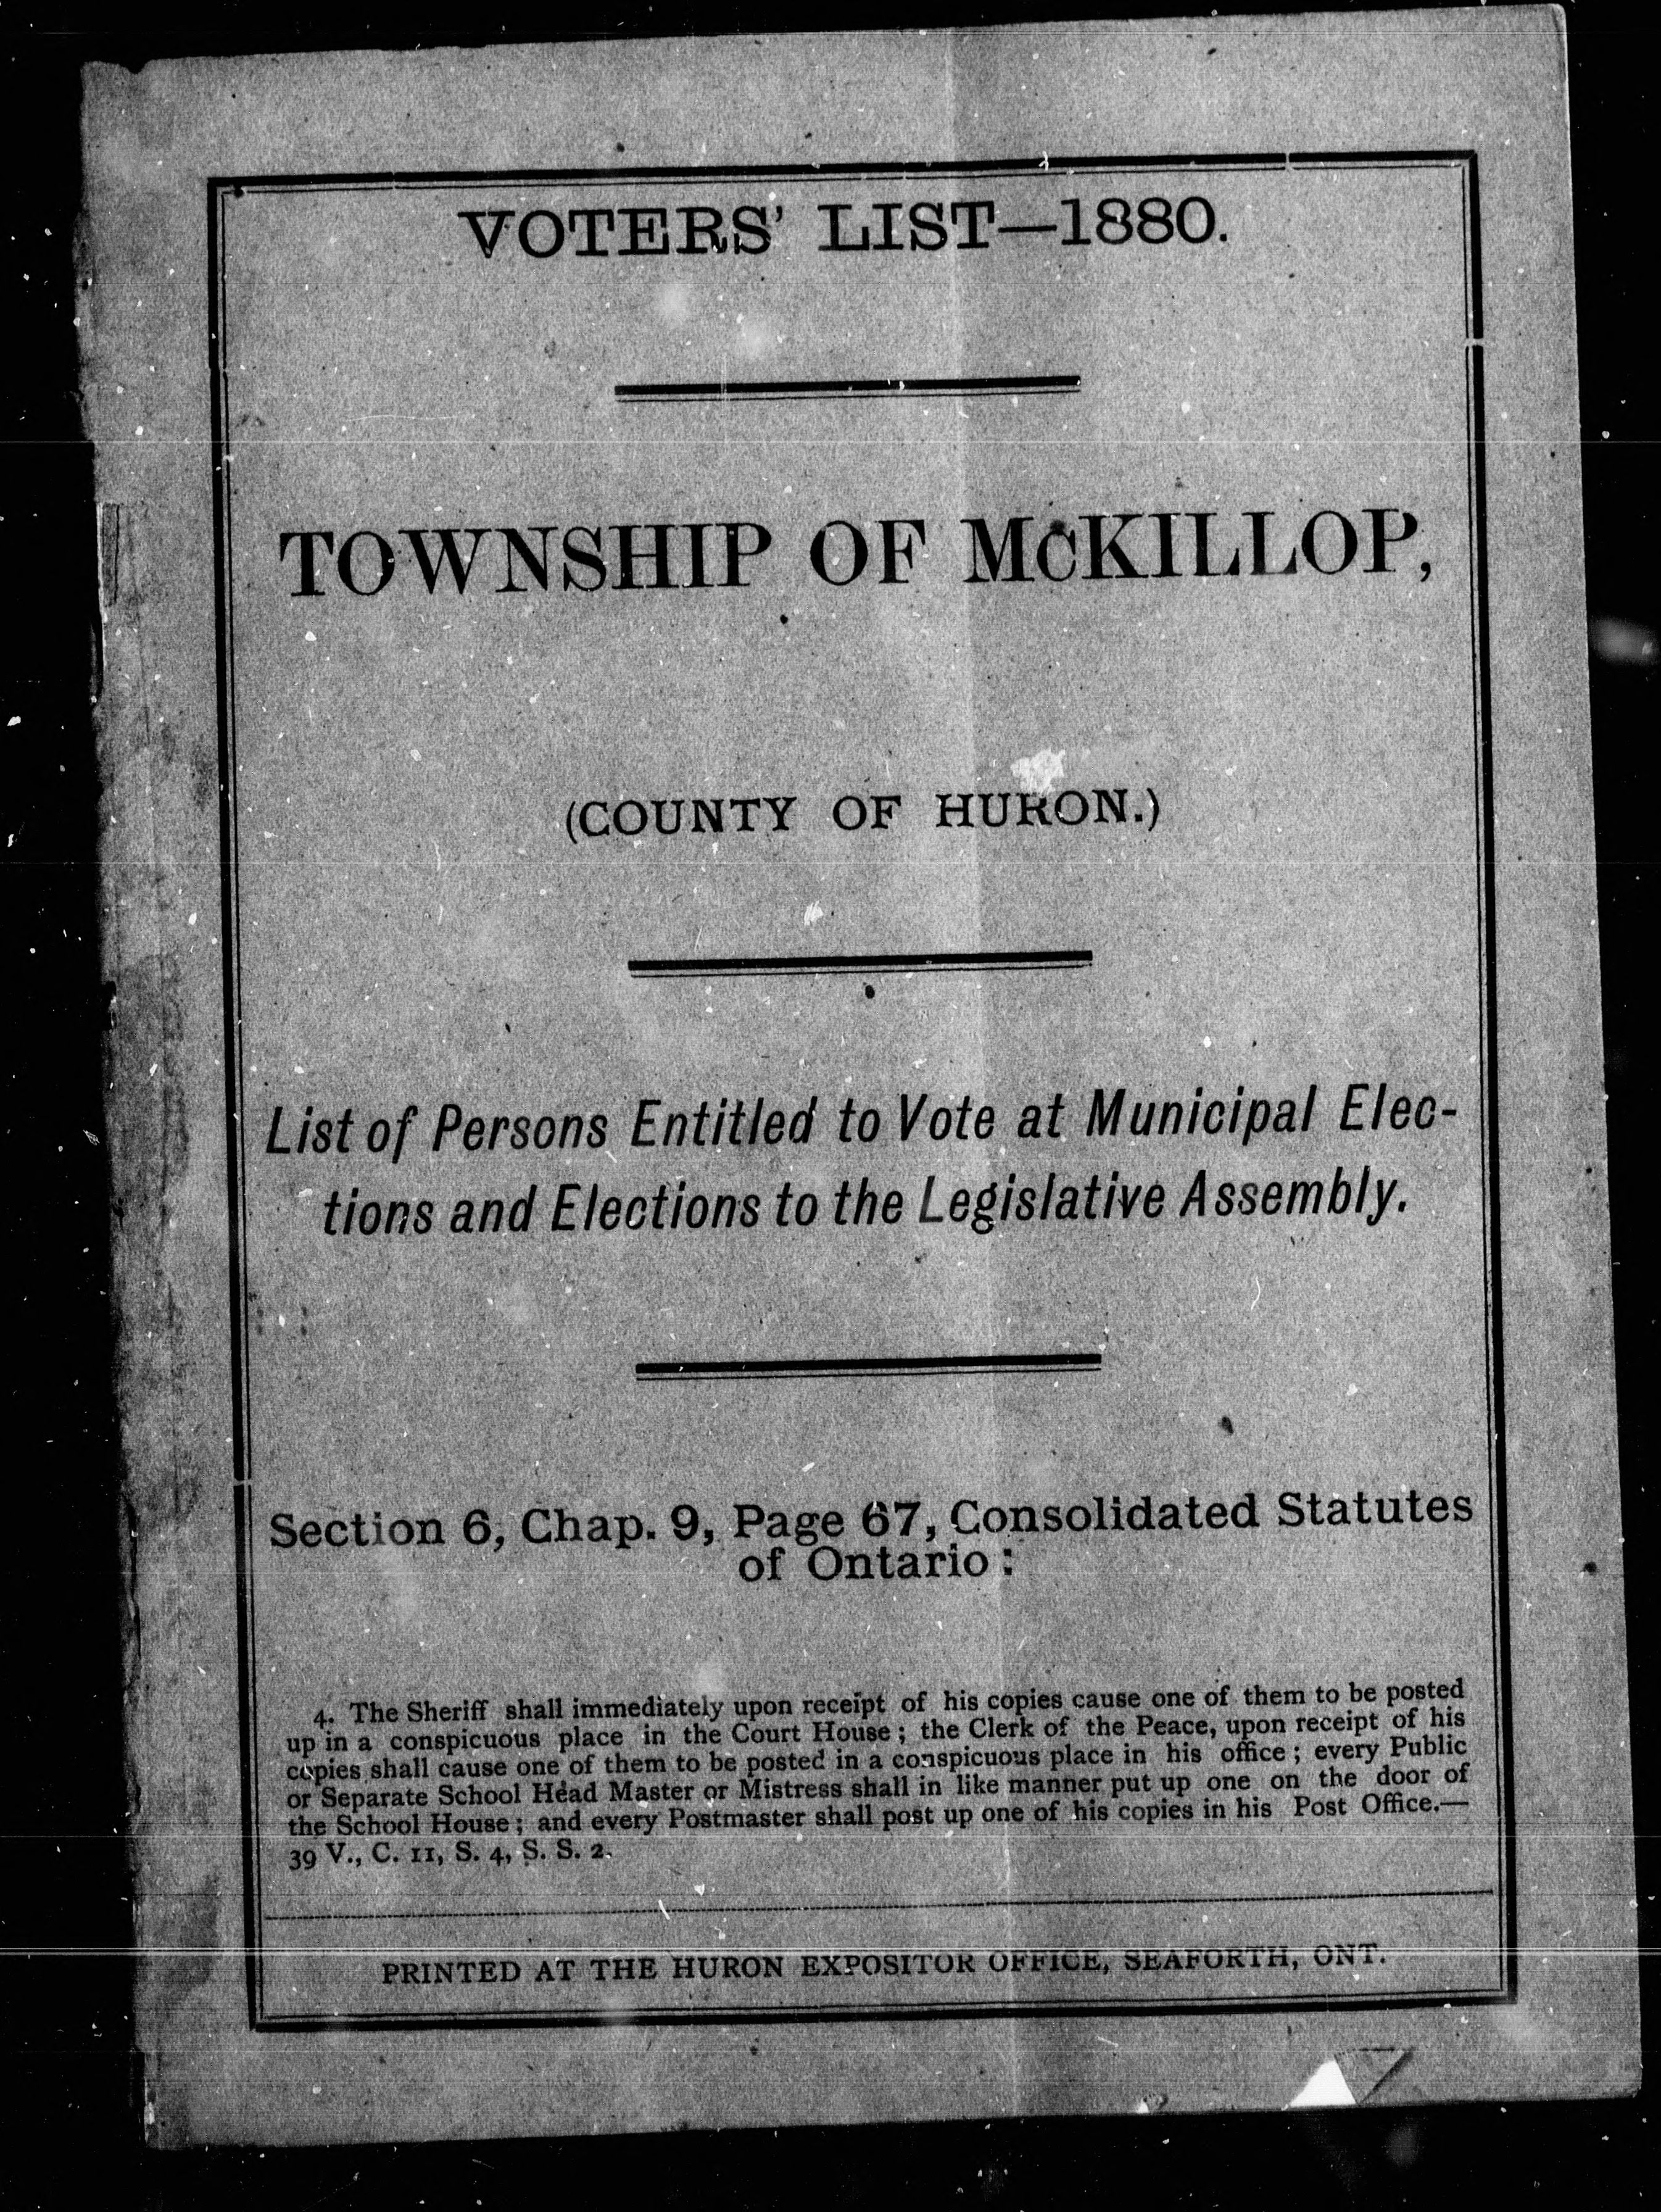 VOTERS' LIST—1880.
TOWNSHIP OF McKILLOP,
(COUNTY OF HURON.)
List of Persons Entitled to Vote at Municipal Elec-
tions and Elections to the Legislative Assembly.
Section 6, Chap. 9, Page 67, Consolidated Statutes
of Ontario:
4. The Sheriff shall immediately upon receipt of his copies cause one of them to be posted
up in a conspicuous place in the Court House; the Clerk of the Peace, upon receipt of his
copies shall cause one of them to be posted in a conspicuous place in his office; every Public
or Separate School Head Master or Mistress shall in like manner put up one on the door of
the School House; and every Postmaster shall post up one of his copies in his Post Office.—
39 V., C. 11, S. 4, S. S. 2.
PRINTED AT THE HURON EXPOSITOR OFFICE, SEAFORTH, ONT.